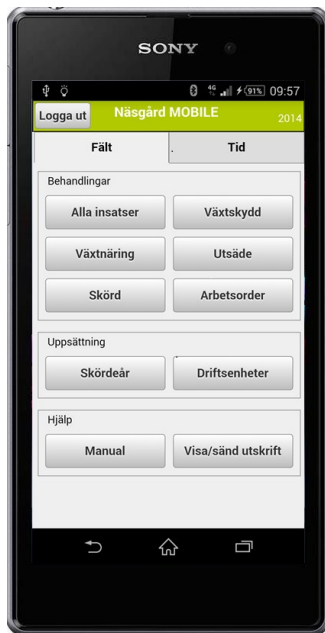 SONY
4G
91%
09:57
Logga ut
Näsgård MOBILE
2014
Fält
Tid
Behandlingar
Alla insatser
Växtskydd
Växtnäring
Utsäde
Skörd
Arbetsorder
Uppsättning
Skördeår
Driftsenheter
Hjälp
Manual
Visa/sänd utskrift